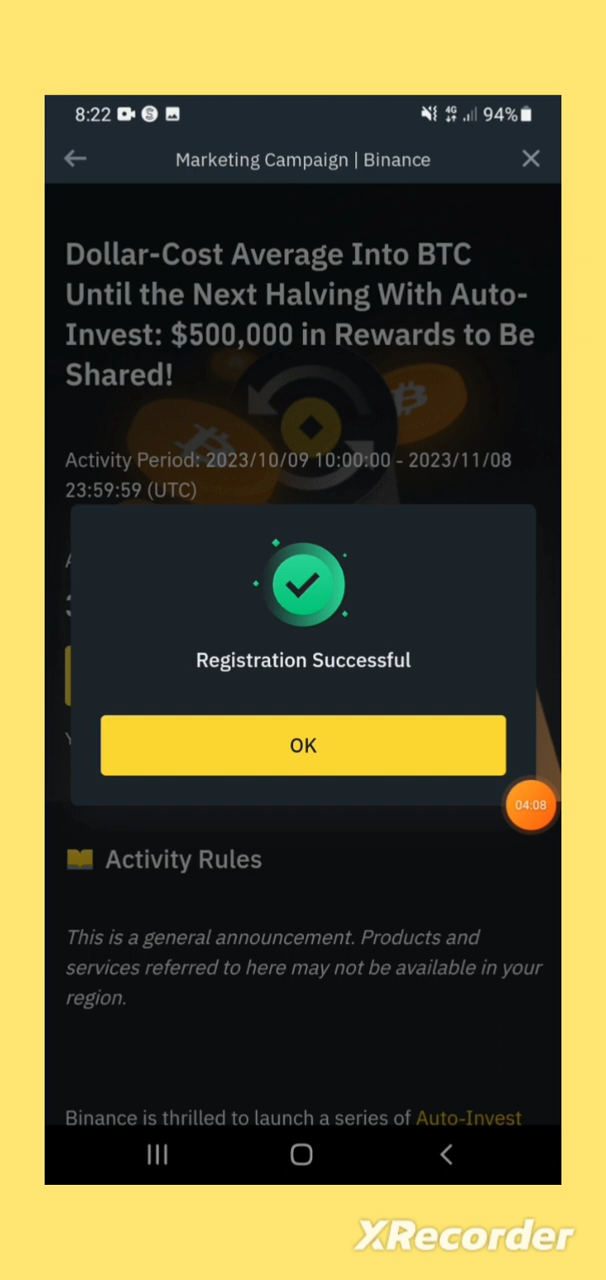 8:22 4G 94%
Marketing Campaign | Binance
Dollar-Cost Average Into BTC
Until the Next Halving With Auto-
Invest: $500,000 in Rewards to Be
Shared!
Activity Period: 2023/10/09 10:00:00 - 2023/11/08
23:59:59 (UTC)
Registration Successful
OK
04:08
Activity Rules
This is a general announcement. Products and
services referred to here may not be available in your
region.
Binance is thrilled to launch a series of Auto-Invest
XRecorder